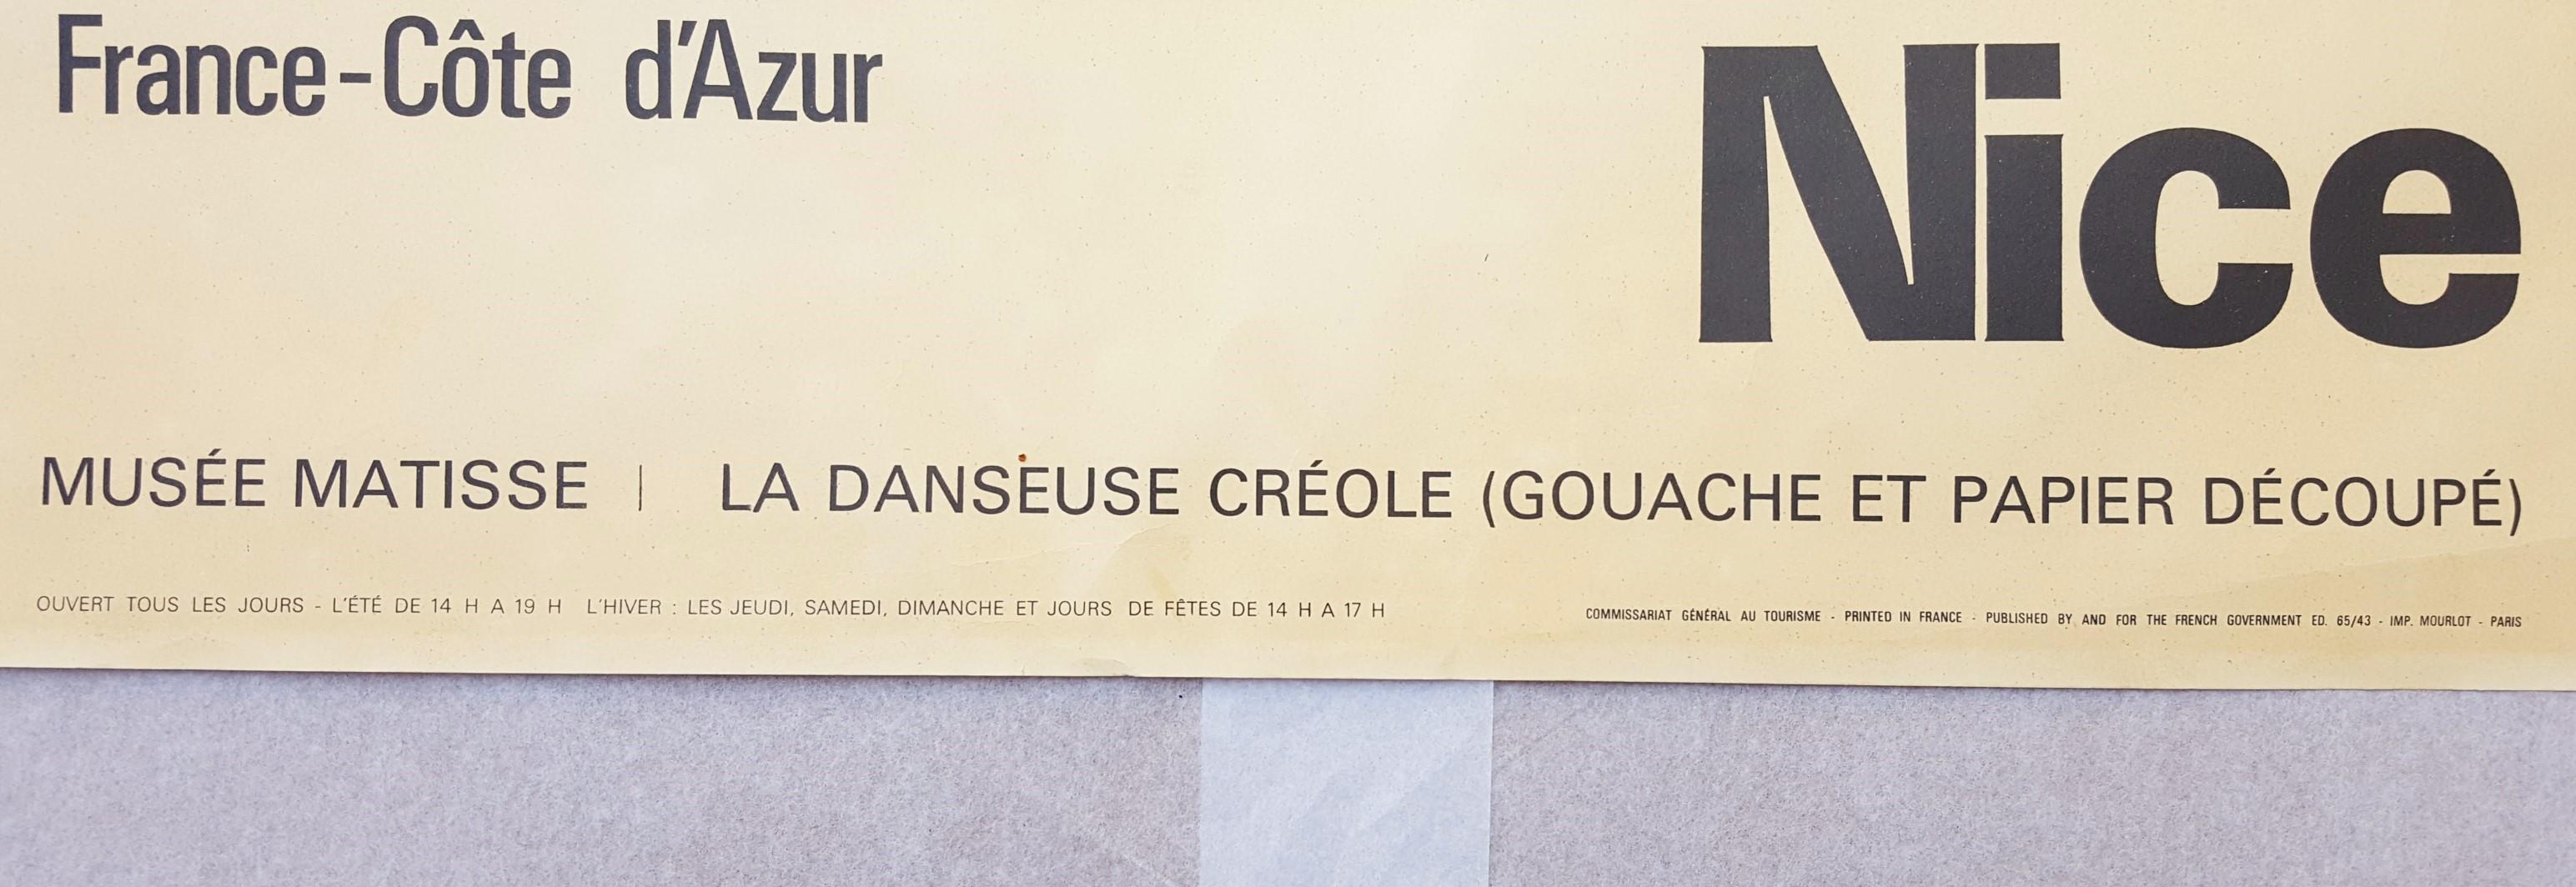 France-Côte d'Azur
Nice
MUSÉE MATISSE | LA DANSEUSE CRÉOLE (GOUACHE ET PAPIER DÉCOUPÉ)
OUVERT TOUS LES JOURS - L'ÉTÉ DE 14 H A 19 H L'HIVER : LES JEUDI, SAMEDI, DIMANCHE ET JOURS DE FÊTES DE 14 H A 17 H
COMMISSARIAT GÉNÉRAL AU TOURISME - PRINTED IN FRANCE - PUBLISHED BY AND FOR THE FRENCH GOVERNMENT ED. 65/43 - IMP. MOURLOT - PARIS